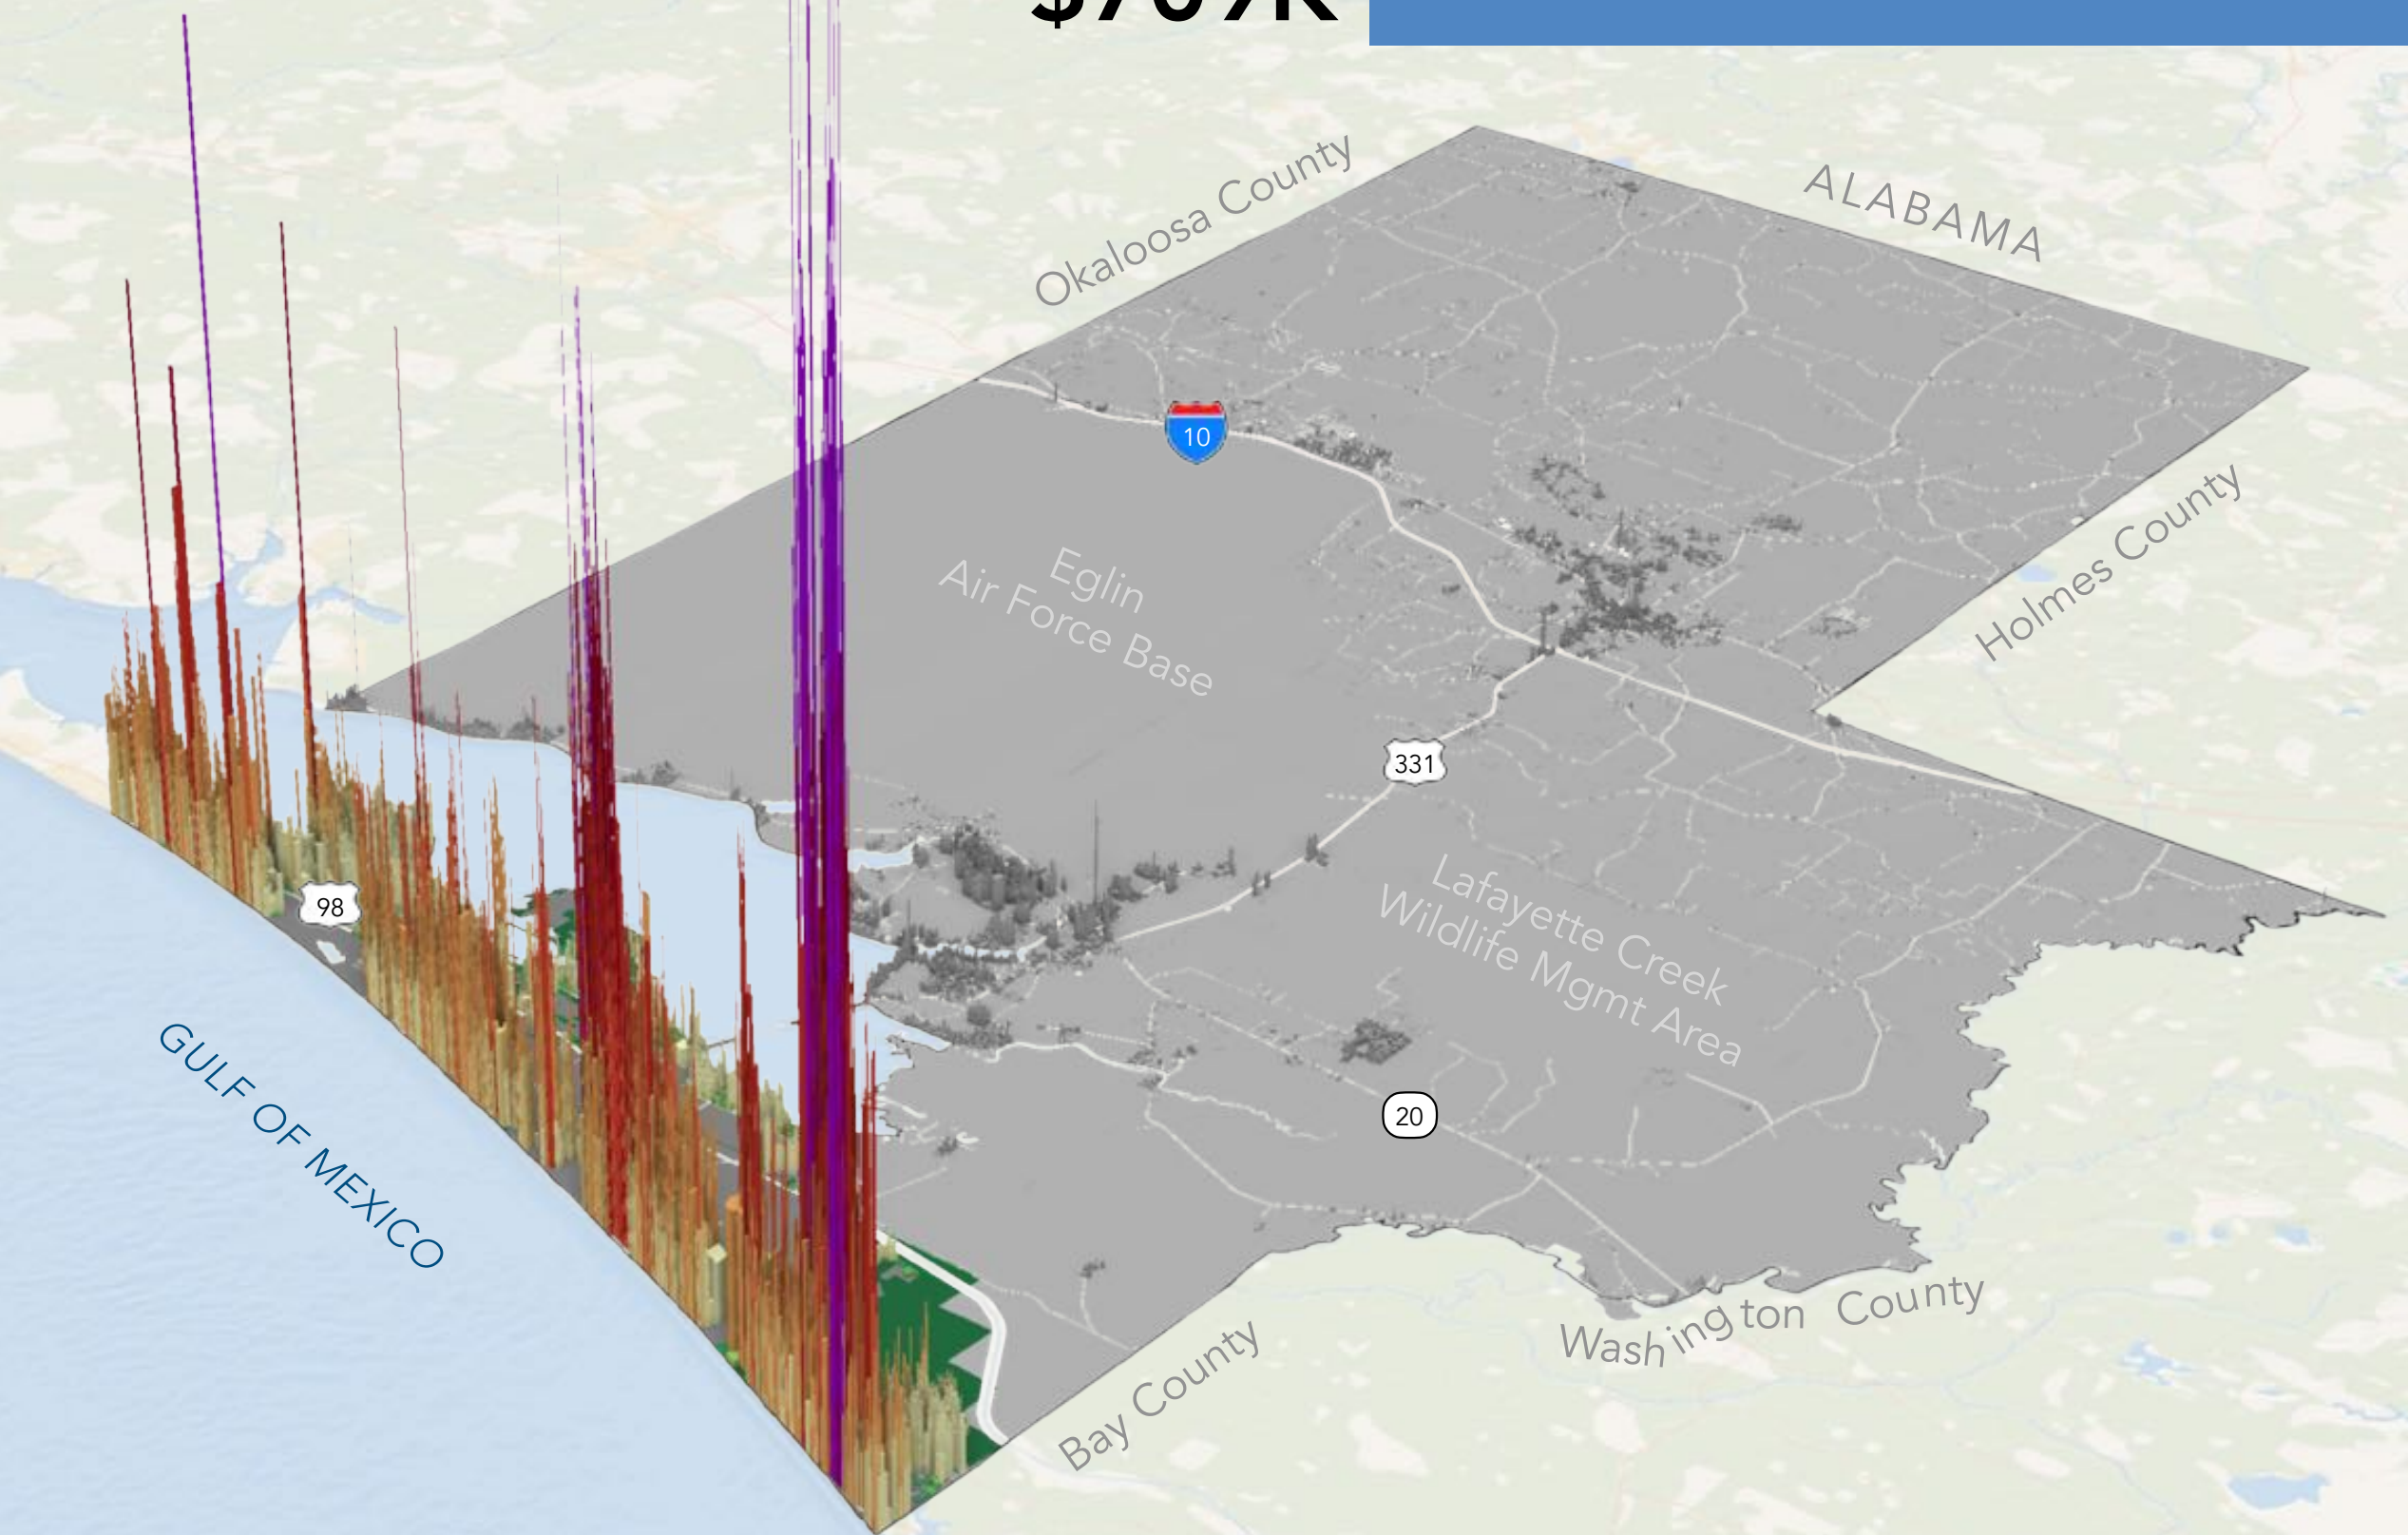 Okaloosa County
ALABAMA
10
Eglin
Air Force Base
Holmes County
331
98
Lafayette Creek
Wildlife Mgmt Area
GULF OF MEXICO
20
Washington County
Bay County